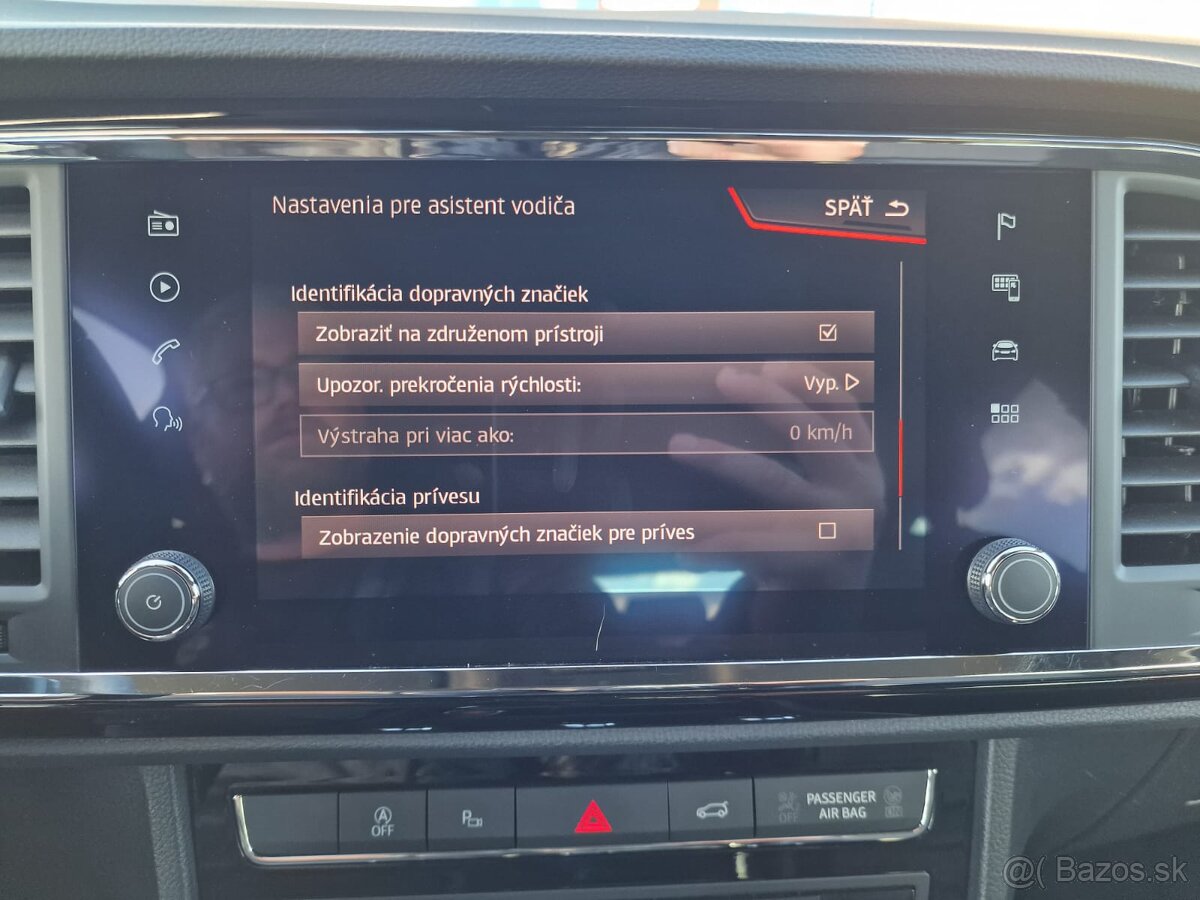 Nastavenia pre asistent vodiča
SPÄŤ
Identifikácia dopravných značiek
Zobraziť na združenom prístroji
Upozor. prekročenia rýchlosti: Vyp.
Výstraha pri viac ako: 0 km/h
Identifikácia prívesu
Zobrazenie dopravných značiek pre príves
A
OFF
P
OFF
PASSENGER
AIR BAG
@( Bazos.sk